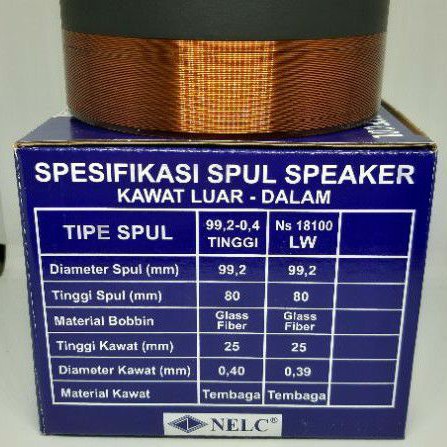 SPESIFIKASI SPUL SPEAKER
KAWAT LUAR - DALAM
TIPE SPUL 99,2-0,4 TINGGI Ns 18100 LW
Diameter Spul (mm) 99,2 99,2
Tinggi Spul (mm) 80 80
Material Bobbin Glass Fiber Glass Fiber
Tinggi Kawat (mm) 25 25
Diameter Kawat (mm) 0,40 0,39
Material Kawat Tembaga Tembaga
NELC®